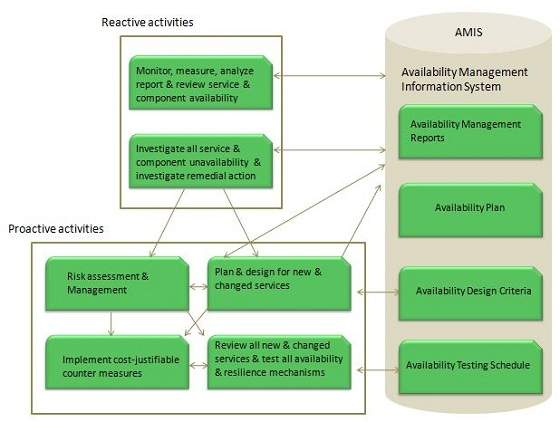 Reactive activities
Monitor, measure, analyze
report & review service &
component availability
Investigate all service &
component unavailability &
investigate remedial action
AMIS
Availability Management
Information System
Availability Management
Reports
Availability Plan
Availability Design Criteria
Availability Testing Schedule
Proactive activities
Risk assessment &
Management
Plan & design for new &
changed services
Implement cost-justifiable
counter measures
Review all new & changed
services & test all availability
& resilience mechanisms